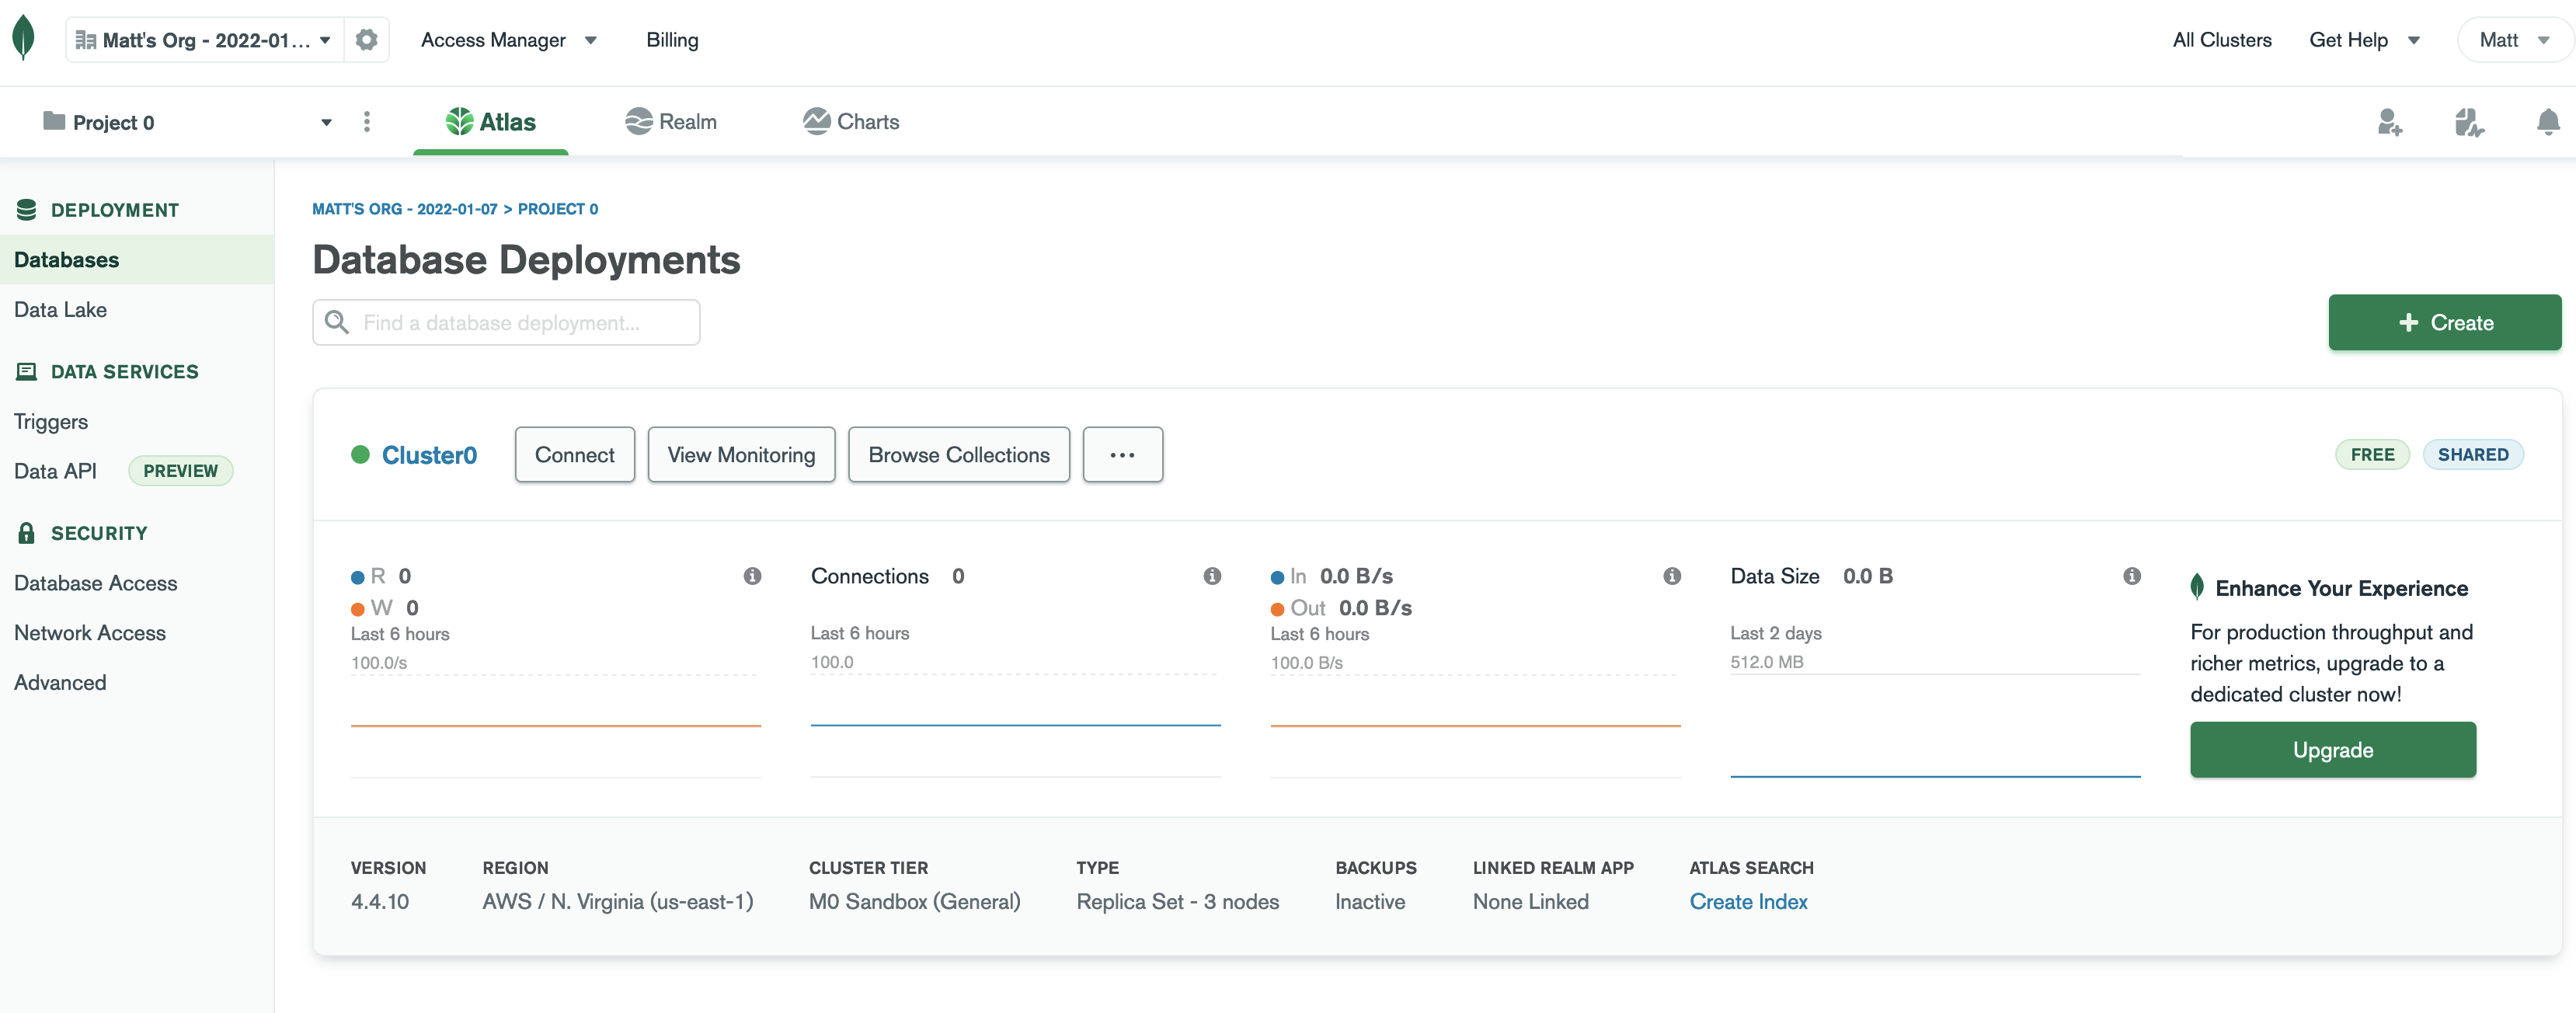 Matt's Org - 2022-01... Access Manager Billing All Clusters Get Help Matt
Project 0 Atlas Realm Charts
DEPLOYMENT
Databases
Data Lake
DATA SERVICES
Triggers
Data API PREVIEW
SECURITY
Database Access
Network Access
Advanced
MATT'S ORG - 2022-01-07 > PROJECT 0
Database Deployments
Find a database deployment...
+ Create
Cluster0 Connect View Monitoring Browse Collections ... FREE SHARED
R 0
W 0
Last 6 hours
100.0/s
Connections 0
Last 6 hours
100.0
In 0.0 B/s
Out 0.0 B/s
Last 6 hours
100.0 B/s
Data Size 0.0 B
Last 2 days
512.0 MB
Enhance Your Experience
For production throughput and
richer metrics, upgrade to a
dedicated cluster now!
Upgrade
VERSION REGION CLUSTER TIER TYPE BACKUPS LINKED REALM APP ATLAS SEARCH
4.4.10 AWS / N. Virginia (us-east-1) M0 Sandbox (General) Replica Set - 3 nodes Inactive None Linked Create Index